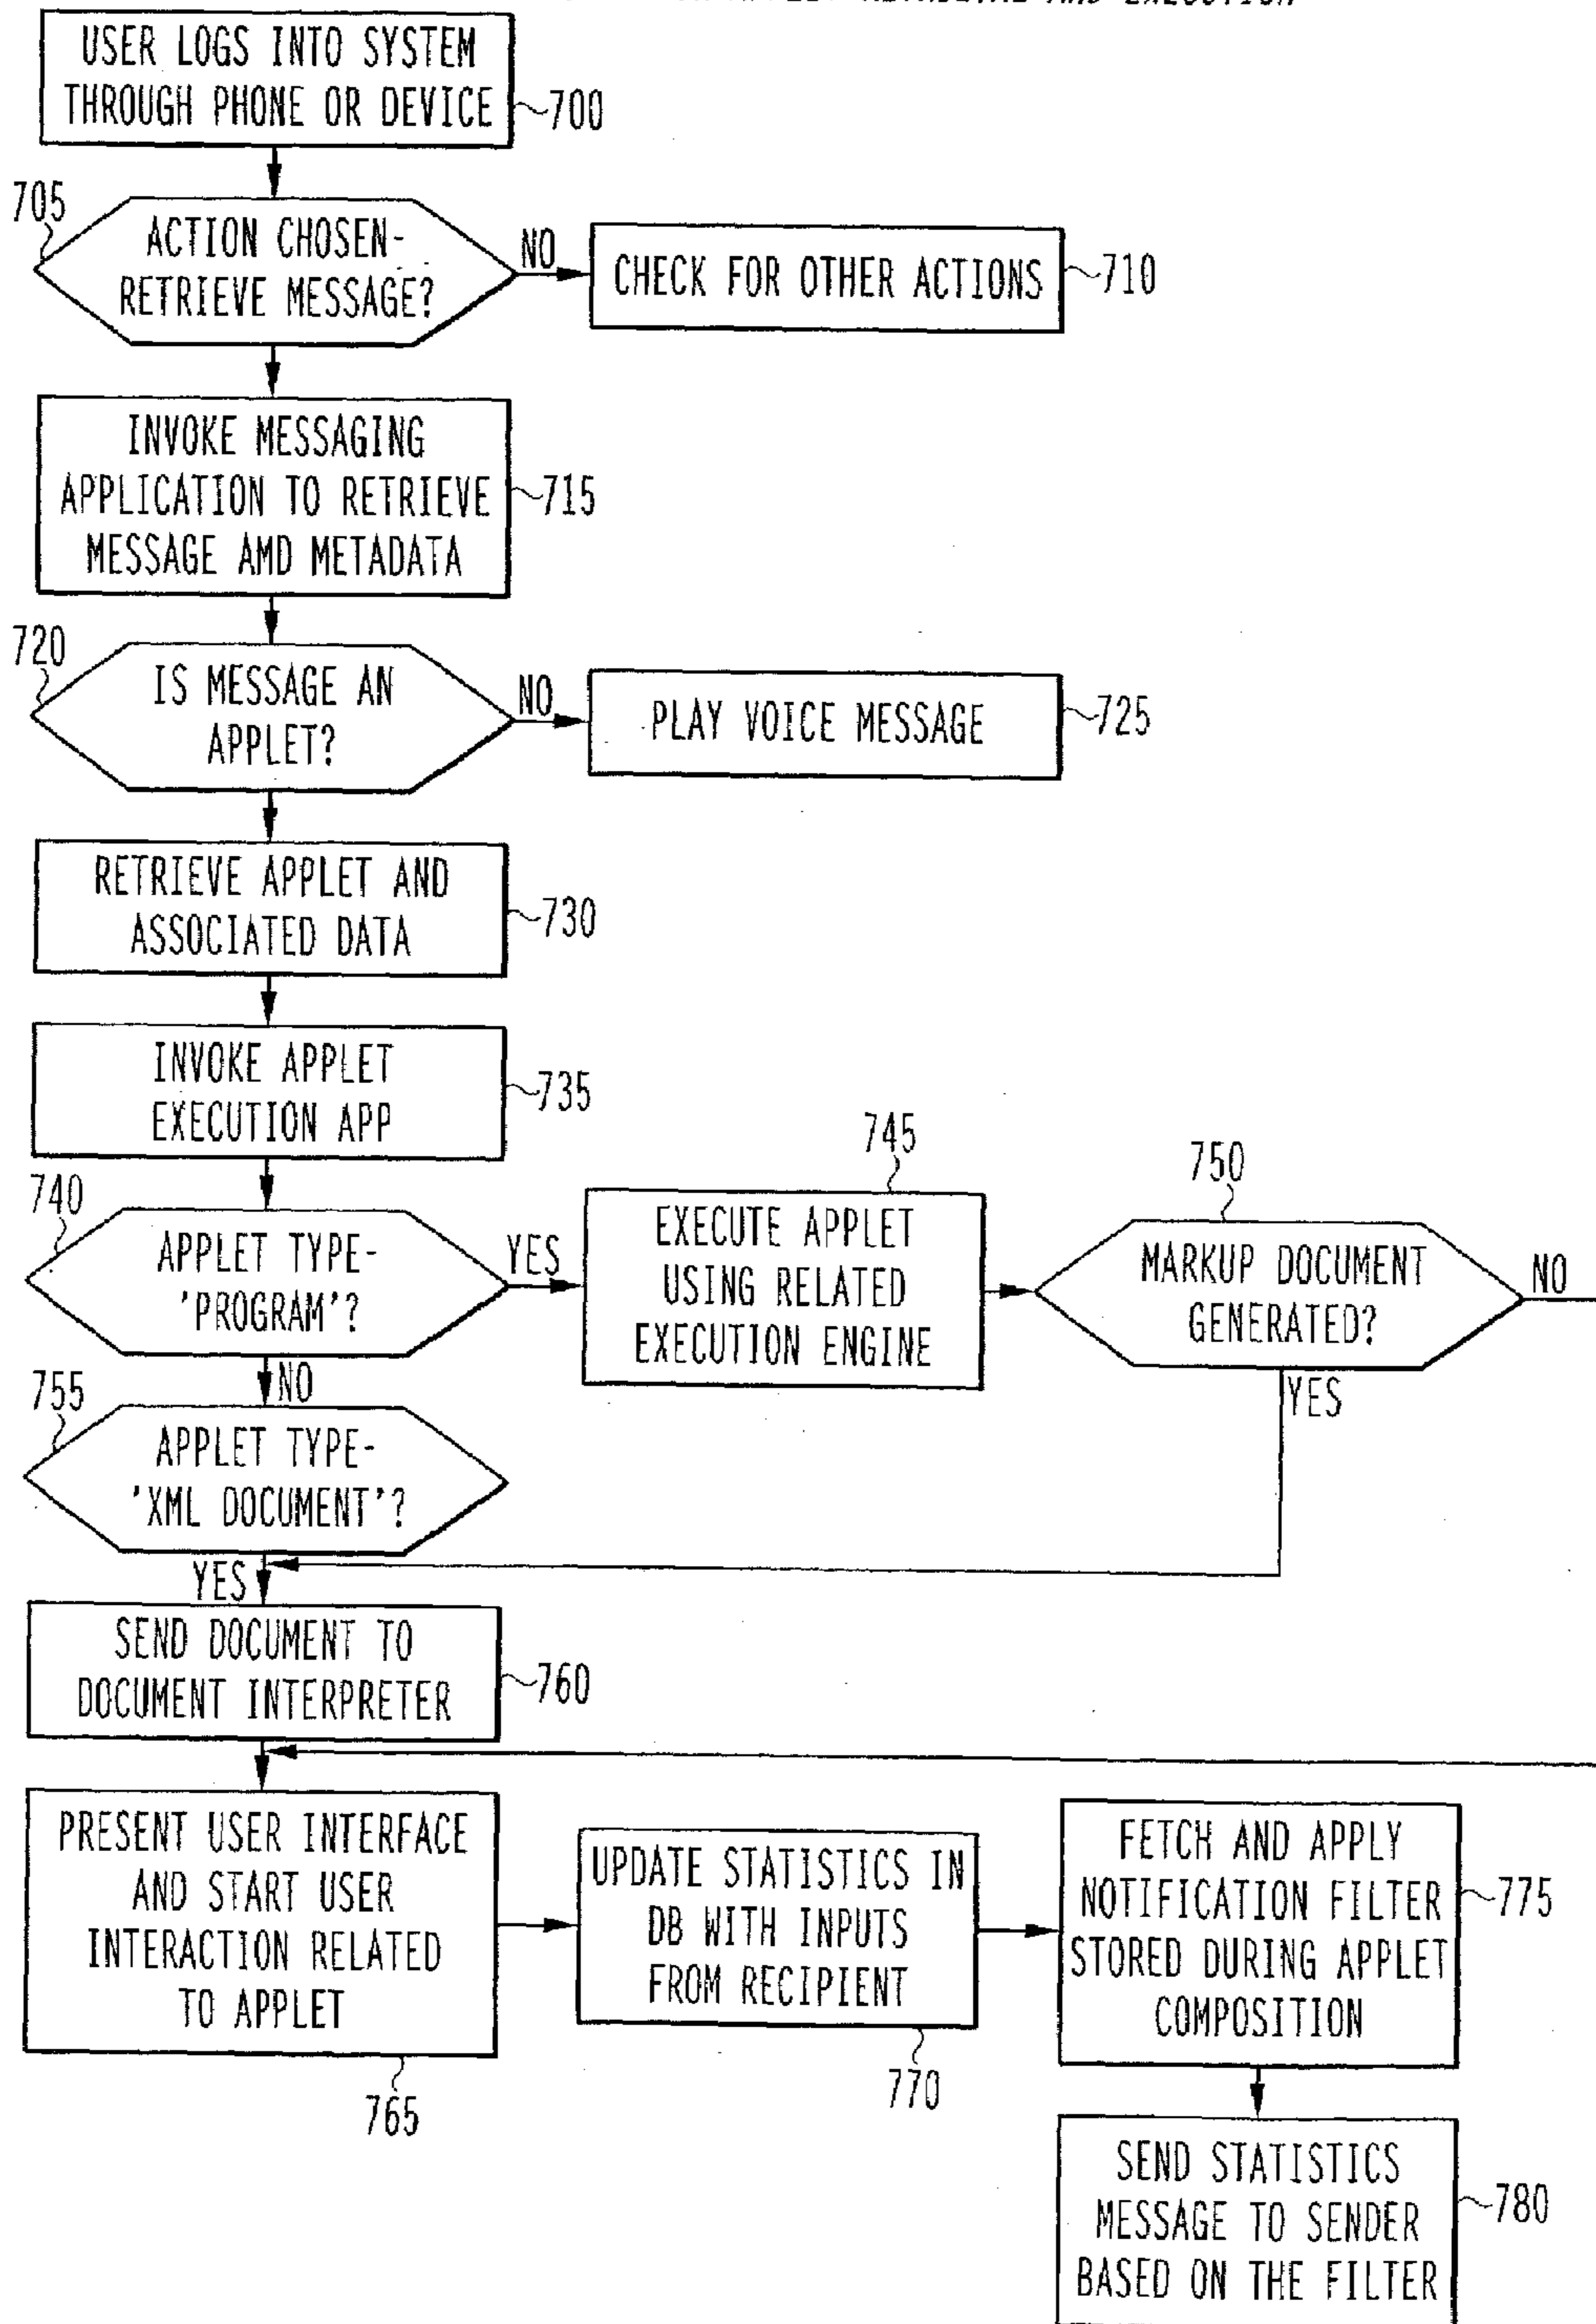 APPLET RETRIEVAL AND EXECUTION
USER LOGS INTO SYSTEM
THROUGH PHONE OR DEVICE
700
705
ACTION CHOSEN-
RETRIEVE MESSAGE?
NO
CHECK FOR OTHER ACTIONS
710
INVOKE MESSAGING
APPLICATION TO RETRIEVE
MESSAGE AMD METADATA
715
720
IS MESSAGE AN
APPLET?
NO
PLAY VOICE MESSAGE
725
RETRIEVE APPLET AND
ASSOCIATED DATA
730
INVOKE APPLET
EXECUTION APP
735
740
APPLET TYPE-
'PROGRAM'?
YES
NO
745
EXECUTE APPLET
USING RELATED
EXECUTION ENGINE
750
MARKUP DOCUMENT
GENERATED?
NO
YES
755
APPLET TYPE-
'XML DOCUMENT'?
YES
SEND DOCUMENT TO
DOCUMENT INTERPRETER
760
PRESENT USER INTERFACE
AND START USER
INTERACTION RELATED
TO APPLET
765
UPDATE STATISTICS IN
DB WITH INPUTS
FROM RECIPIENT
770
FETCH AND APPLY
NOTIFICATION FILTER
STORED DURING APPLET
COMPOSITION
775
SEND STATISTICS
MESSAGE TO SENDER
BASED ON THE FILTER
780